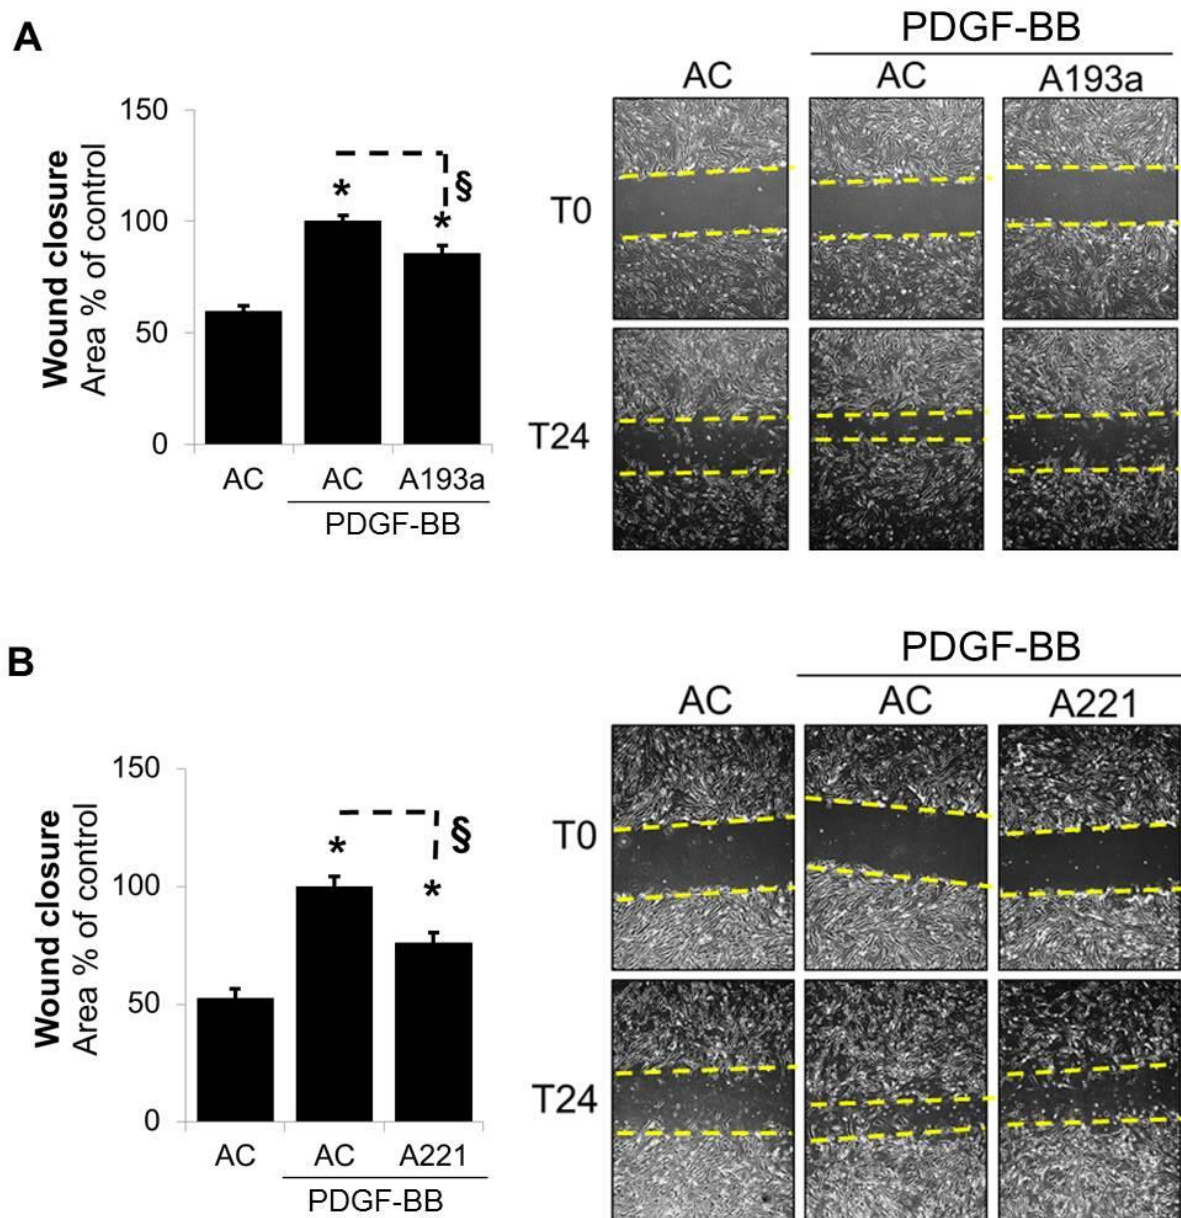 A
Wound closure
Area % of control
150
100
50
0
*
*
§
AC
AC
A193a
PDGF-BB
PDGF-BB
AC
AC
A193a
T0
T24
B
Wound closure
Area % of control
150
100
50
0
*
*
§
AC
AC
A221
PDGF-BB
PDGF-BB
AC
AC
A221
T0
T24